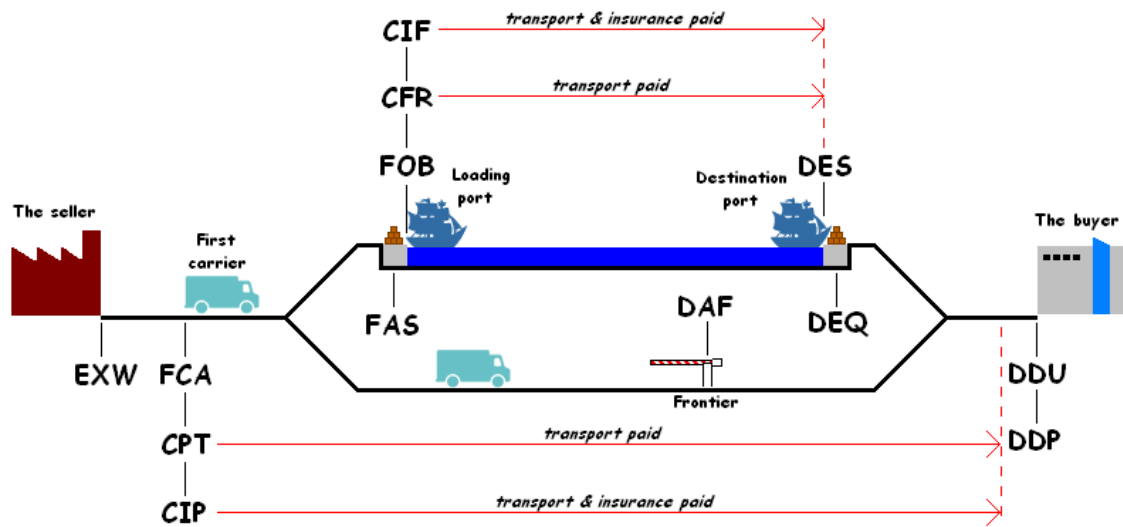 CIF
transport & insurance paid
CFR
transport paid
FOB
DES
Loading
port
Destination
port
The seller
The buyer
First
carrier
FAS
DAF
DEQ
EXW
FCA
Frontier
DDU
CPT
transport paid
DDP
CIP
transport & insurance paid